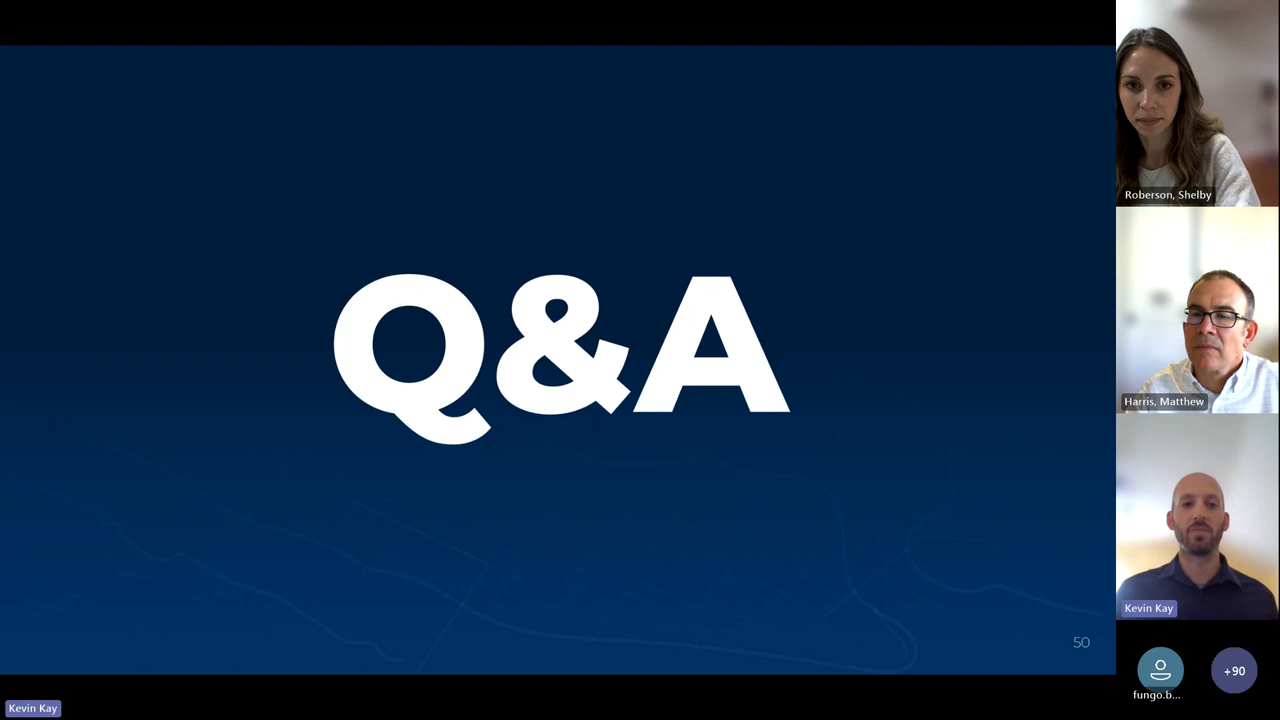 Q&A
50
Roberson, Shelby
Harris, Matthew
Kevin Kay
fungo.b...
+90
Kevin Kay